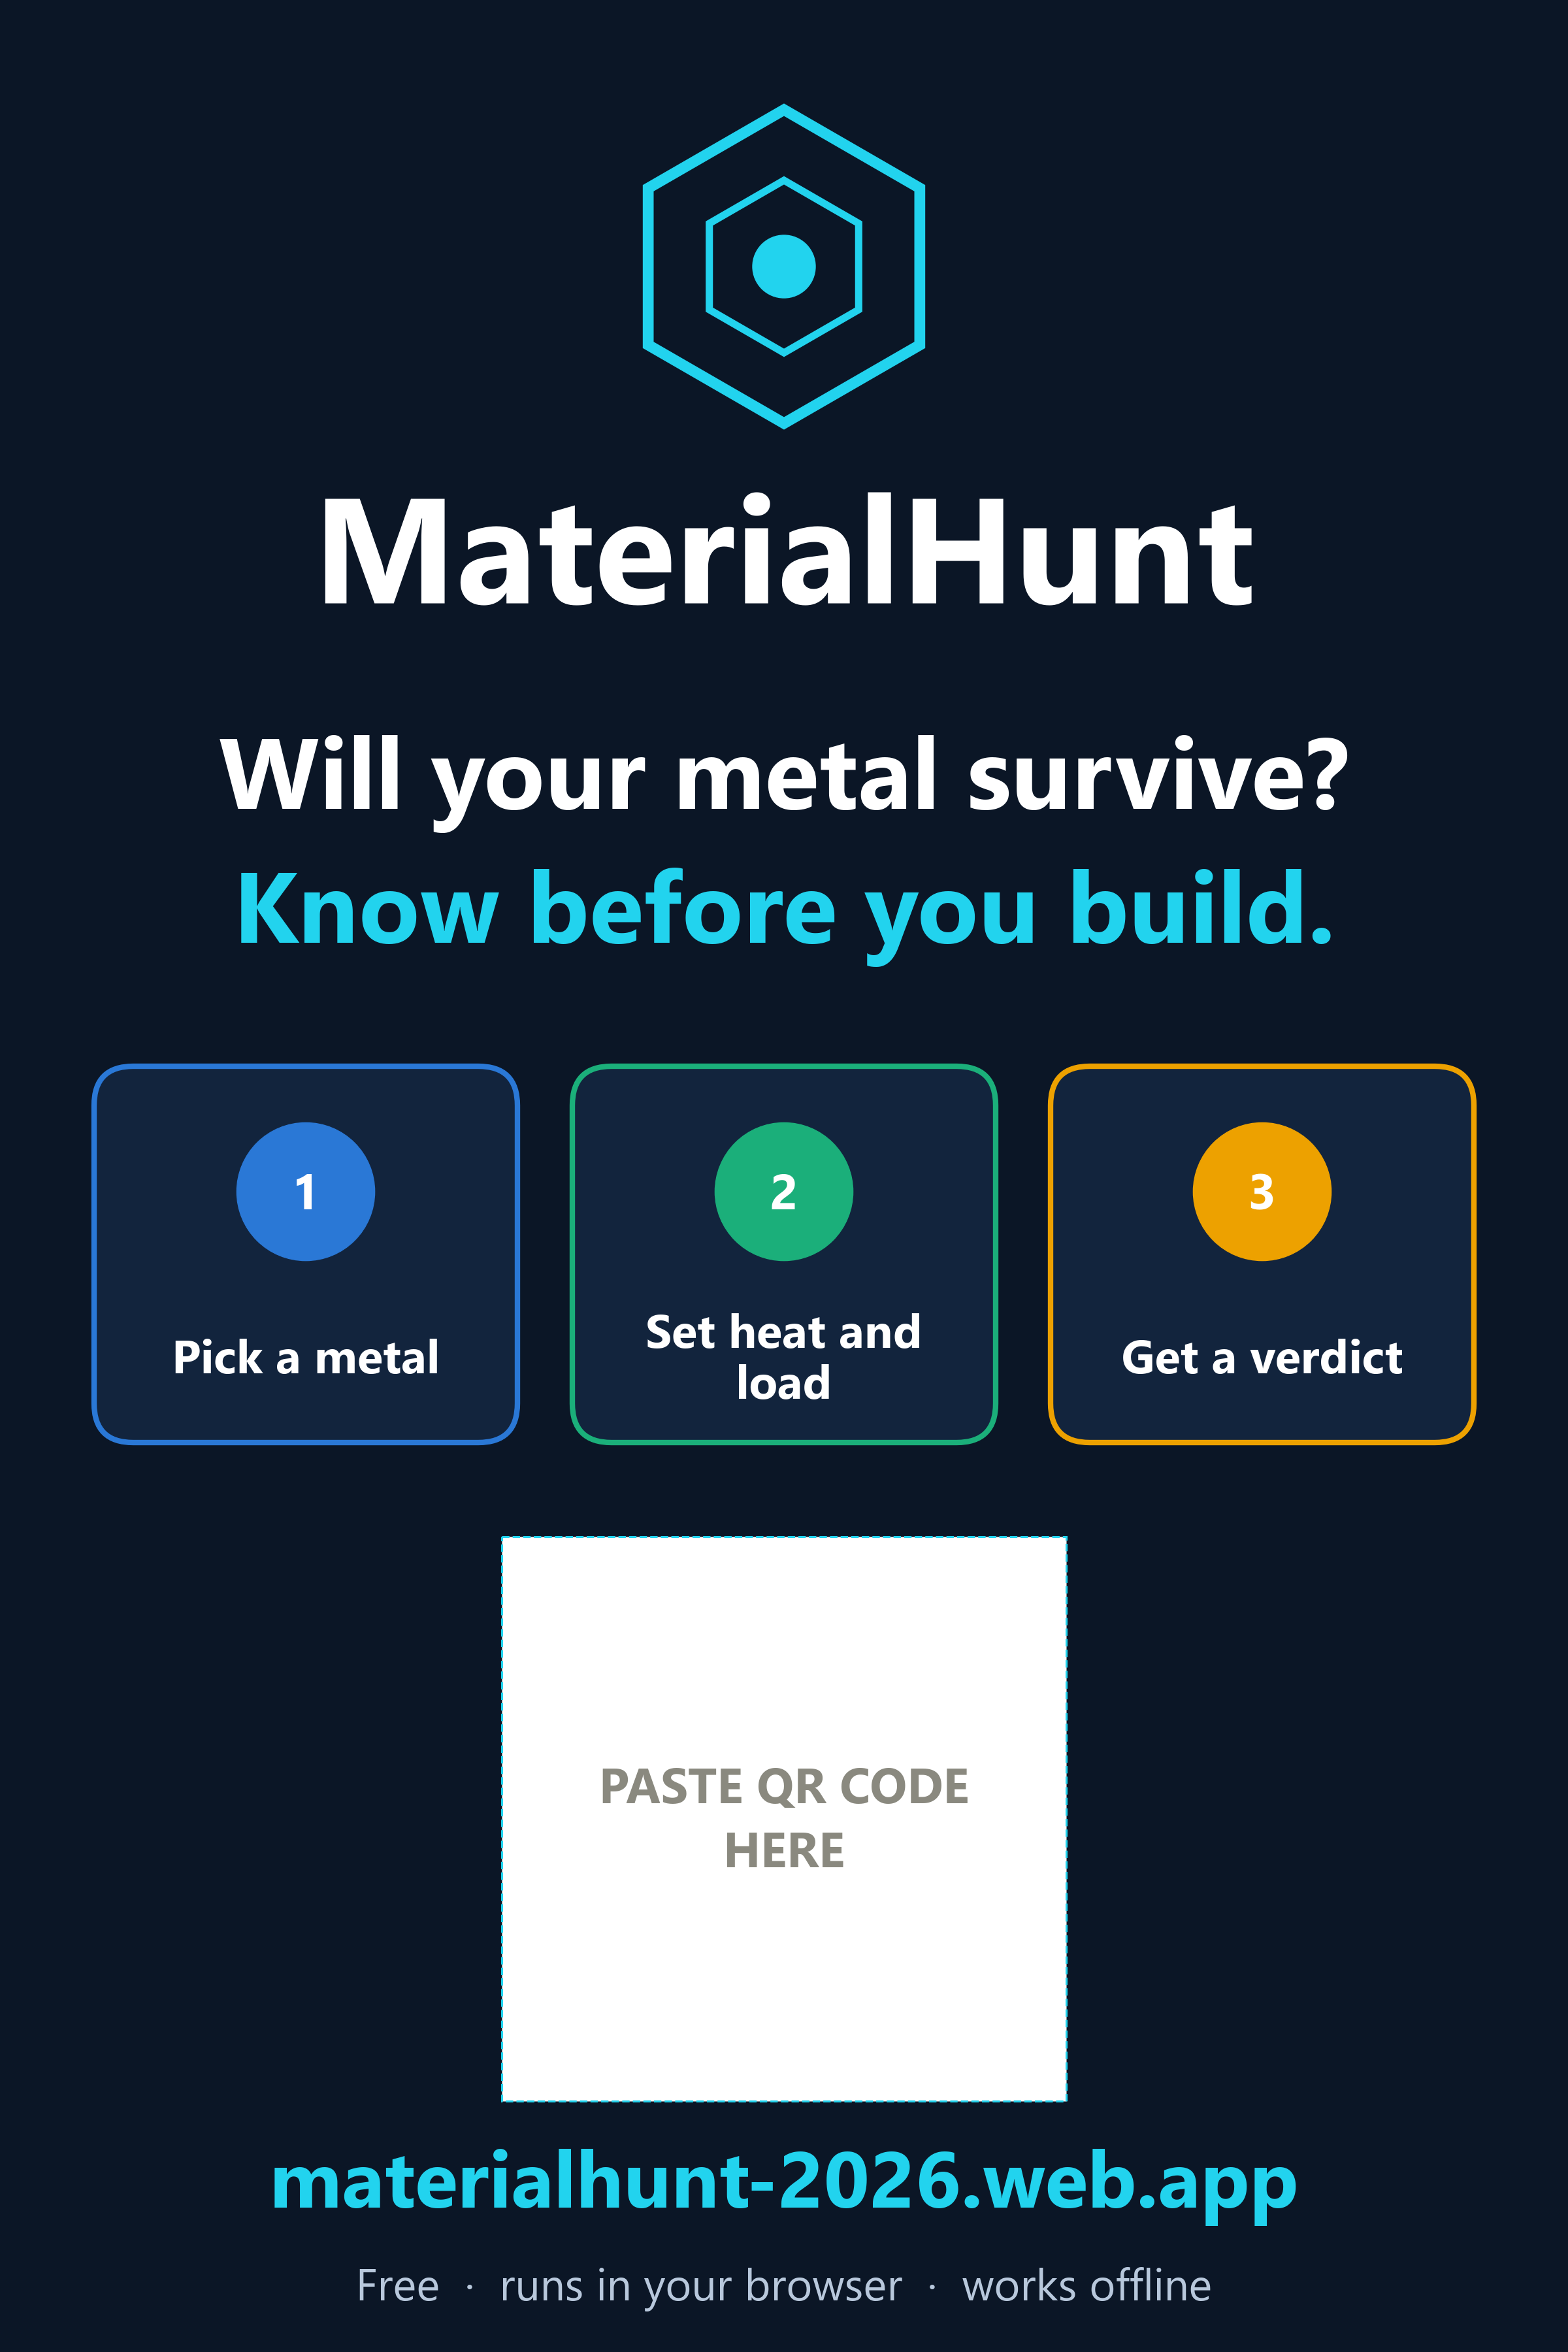 MaterialHunt
Will your metal survive?
Know before you build.
1
Pick a metal
2
Set heat and
load
3
Get a verdict
PASTE QR CODE
HERE
materialhunt-2026.web.app
Free · runs in your browser · works offline